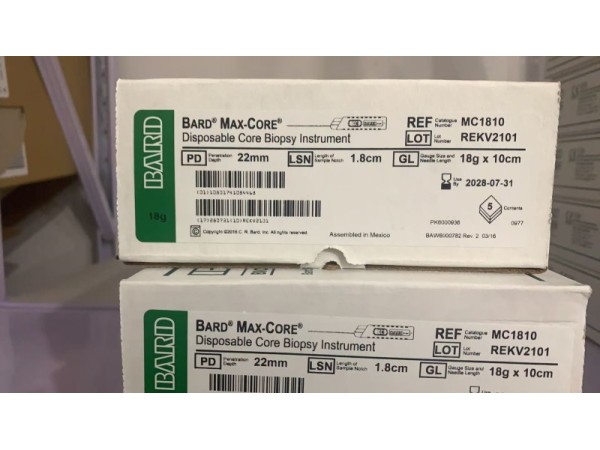 BARD
18g
BARD® MAX-CORE®
Disposable Core Biopsy Instrument
REF Catalogue Number MC1810
LOT Lot Number REKV2101
PD Penetration Depth 22mm
LSN Length of Sample Notch 1.8cm
GL Gauge Size and Needle Length 18g x 10cm
Use By 2028-07-31
5 Contents
PK6000608
0977
Copyright ©2016 C. R. Bard, Inc. All rights reserved
Assembled in Mexico
BAW6000782 Rev. 2 03/16
BARD
BARD® MAX-CORE®
Disposable Core Biopsy Instrument
REF Catalogue Number MC1810
LOT Lot Number REKV2101
PD Penetration Depth 22mm
LSN Length of Sample Notch 1.8cm
GL Gauge Size and Needle Length 18g x 10cm